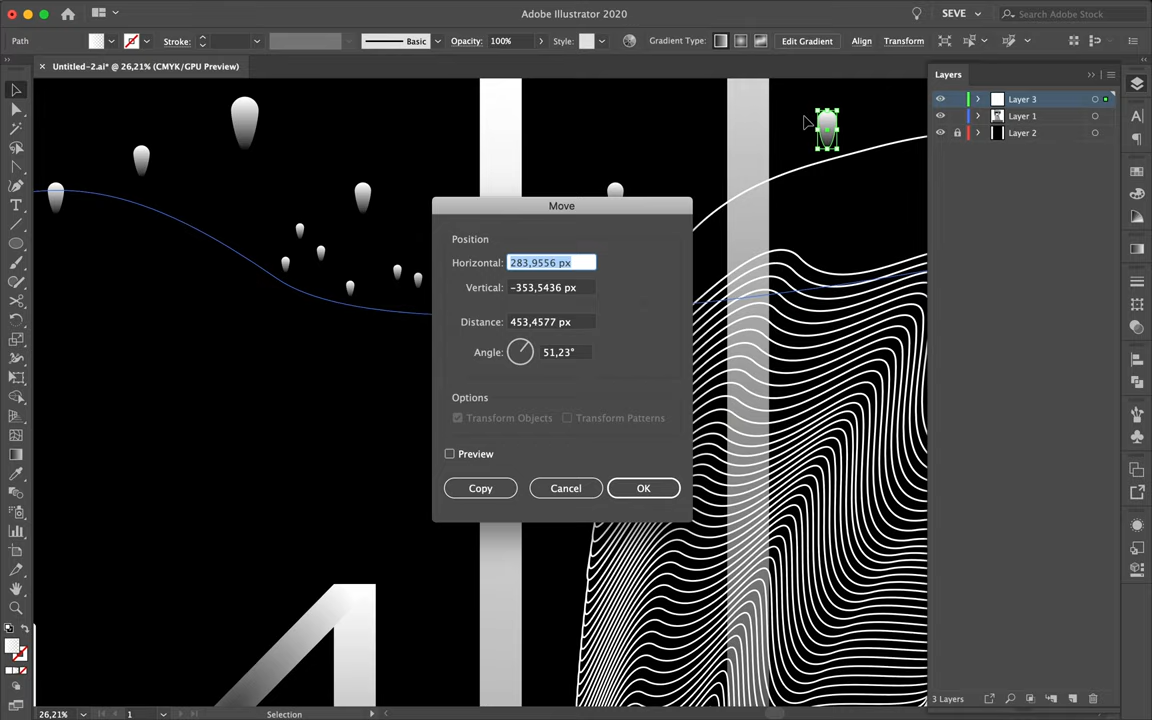 Adobe Illustrator 2020
SEVE
Search Adobe Stock
Path
Stroke:
Basic
Opacity: 100%
Style:
Gradient Type:
Edit Gradient
Align
Transform
Untitled-2.ai* @ 26,21% (CMYK/GPU Preview)
Layers
Layer 3
Layer 1
Layer 2
Move
Position
Horizontal: 283,9556 px
Vertical: -353,5436 px
Distance: 453,4577 px
Angle: 51,23°
Options
Transform Objects
Transform Patterns
Preview
Copy
Cancel
OK
3 Layers
26,21%
1
Selection